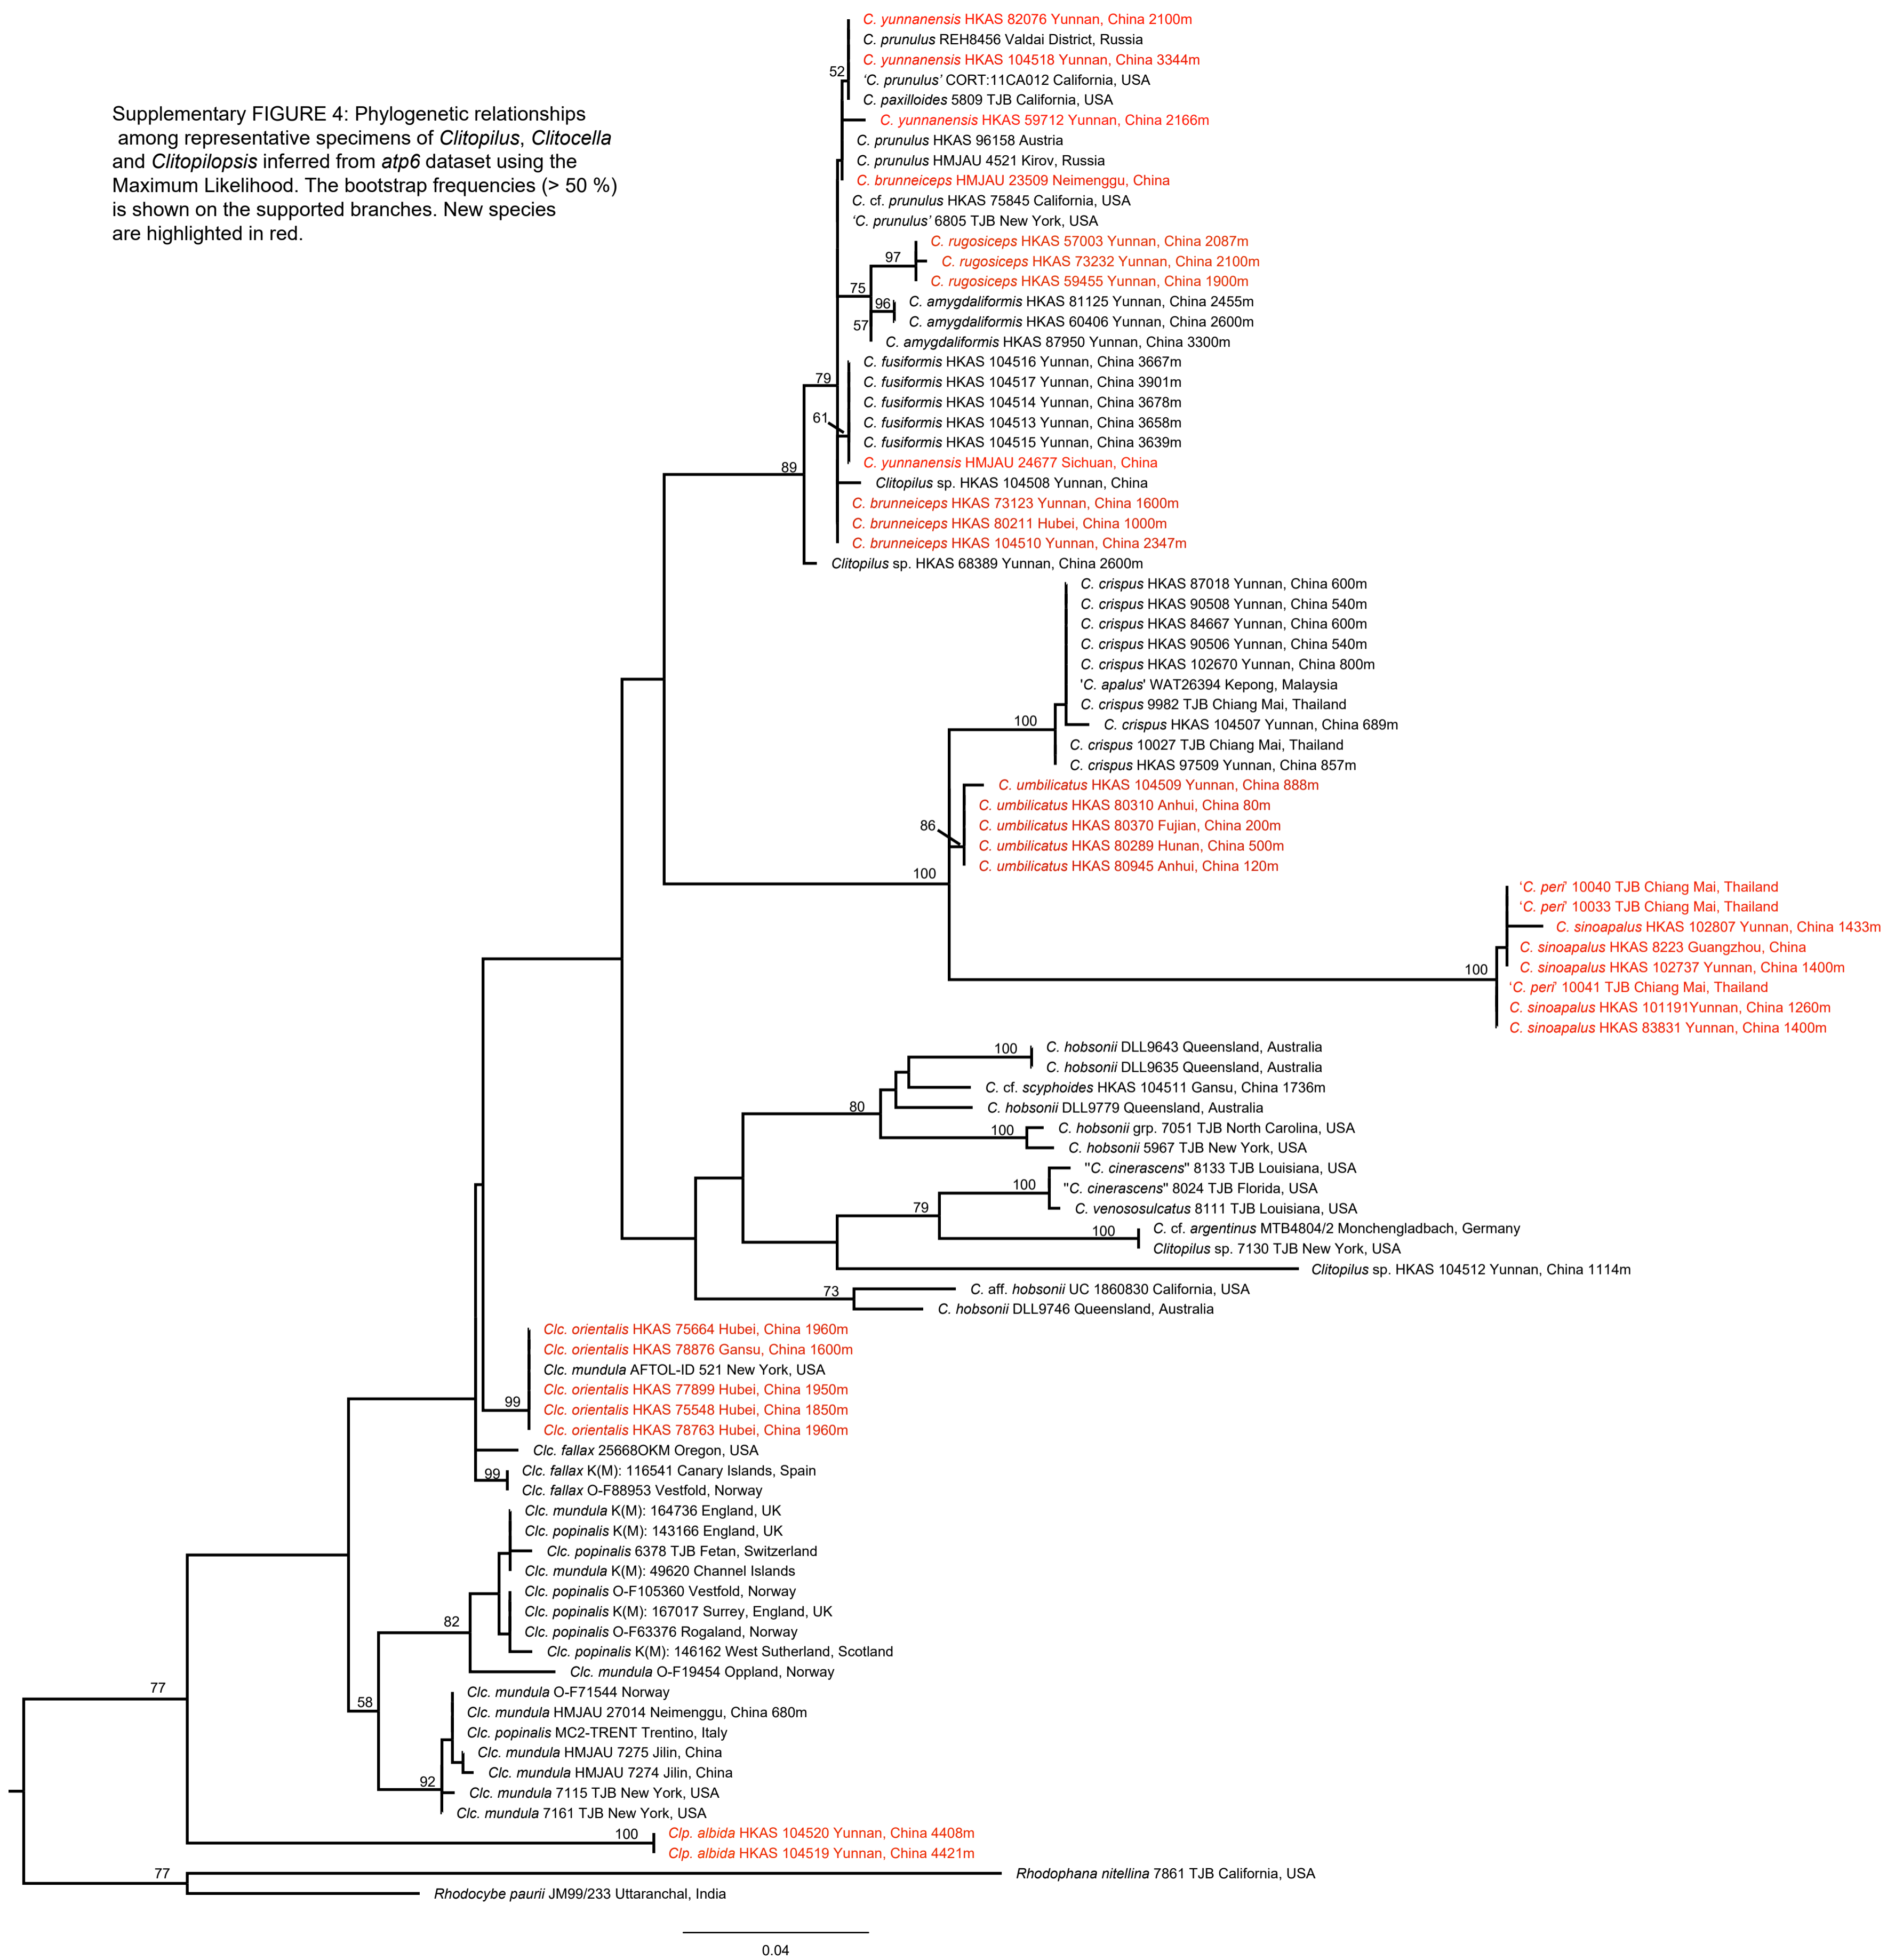 C. yunnanensis HKAS 82076 Yunnan, China 2100m
C. prunulus REH8456 Valdai District, Russia
C. yunnanensis HKAS 104518 Yunnan, China 3344m
52
‘C. prunulus’ CORT:11CA012 California, USA
C. paxilloides 5809 TJB California, USA
Supplementary FIGURE 4: Phylogenetic relationships
among representative specimens of Clitopilus, Clitocella
and Clitopilopsis inferred from atp6 dataset using the
Maximum Likelihood. The bootstrap frequencies (> 50 %)
is shown on the supported branches. New species
are highlighted in red.
C. yunnanensis HKAS 59712 Yunnan, China 2166m
C. prunulus HKAS 96158 Austria
C. prunulus HMJAU 4521 Kirov, Russia
C. brunneiceps HMJAU 23509 Neimenggu, China
C. cf. prunulus HKAS 75845 California, USA
‘C. prunulus’ 6805 TJB New York, USA
C. rugosiceps HKAS 57003 Yunnan, China 2087m
97
C. rugosiceps HKAS 73232 Yunnan, China 2100m
C. rugosiceps HKAS 59455 Yunnan, China 1900m
75
96
C. amygdaliformis HKAS 81125 Yunnan, China 2455m
C. amygdaliformis HKAS 60406 Yunnan, China 2600m
57
C. amygdaliformis HKAS 87950 Yunnan, China 3300m
C. fusiformis HKAS 104516 Yunnan, China 3667m
79
C. fusiformis HKAS 104517 Yunnan, China 3901m
C. fusiformis HKAS 104514 Yunnan, China 3678m
61
C. fusiformis HKAS 104513 Yunnan, China 3658m
C. fusiformis HKAS 104515 Yunnan, China 3639m
C. yunnanensis HMJAU 24677 Sichuan, China
89
Clitopilus sp. HKAS 104508 Yunnan, China
C. brunneiceps HKAS 73123 Yunnan, China 1600m
C. brunneiceps HKAS 80211 Hubei, China 1000m
C. brunneiceps HKAS 104510 Yunnan, China 2347m
Clitopilus sp. HKAS 68389 Yunnan, China 2600m
C. crispus HKAS 87018 Yunnan, China 600m
C. crispus HKAS 90508 Yunnan, China 540m
C. crispus HKAS 84667 Yunnan, China 600m
C. crispus HKAS 90506 Yunnan, China 540m
C. crispus HKAS 102670 Yunnan, China 800m
'C. apalus' WAT26394 Kepong, Malaysia
C. crispus 9982 TJB Chiang Mai, Thailand
100
C. crispus HKAS 104507 Yunnan, China 689m
C. crispus 10027 TJB Chiang Mai, Thailand
C. crispus HKAS 97509 Yunnan, China 857m
C. umbilicatus HKAS 104509 Yunnan, China 888m
C. umbilicatus HKAS 80310 Anhui, China 80m
86
C. umbilicatus HKAS 80370 Fujian, China 200m
C. umbilicatus HKAS 80289 Hunan, China 500m
C. umbilicatus HKAS 80945 Anhui, China 120m
100
‘C. peri’ 10040 TJB Chiang Mai, Thailand
‘C. peri’ 10033 TJB Chiang Mai, Thailand
C. sinoapalus HKAS 102807 Yunnan, China 1433m
C. sinoapalus HKAS 8223 Guangzhou, China
100
C. sinoapalus HKAS 102737 Yunnan, China 1400m
‘C. peri’ 10041 TJB Chiang Mai, Thailand
C. sinoapalus HKAS 101191Yunnan, China 1260m
C. sinoapalus HKAS 83831 Yunnan, China 1400m
100
C. hobsonii DLL9643 Queensland, Australia
C. hobsonii DLL9635 Queensland, Australia
C. cf. scyphoides HKAS 104511 Gansu, China 1736m
80
C. hobsonii DLL9779 Queensland, Australia
100
C. hobsonii grp. 7051 TJB North Carolina, USA
C. hobsonii 5967 TJB New York, USA
"C. cinerascens" 8133 TJB Louisiana, USA
100
"C. cinerascens" 8024 TJB Florida, USA
79
C. venososulcatus 8111 TJB Louisiana, USA
100
C. cf. argentinus MTB4804/2 Monchengladbach, Germany
Clitopilus sp. 7130 TJB New York, USA
Clitopilus sp. HKAS 104512 Yunnan, China 1114m
73
C. aff. hobsonii UC 1860830 California, USA
C. hobsonii DLL9746 Queensland, Australia
Clc. orientalis HKAS 75664 Hubei, China 1960m
Clc. orientalis HKAS 78876 Gansu, China 1600m
Clc. mundula AFTOL-ID 521 New York, USA
Clc. orientalis HKAS 77899 Hubei, China 1950m
99
Clc. orientalis HKAS 75548 Hubei, China 1850m
Clc. orientalis HKAS 78763 Hubei, China 1960m
Clc. fallax 25668OKM Oregon, USA
99
Clc. fallax K(M): 116541 Canary Islands, Spain
Clc. fallax O-F88953 Vestfold, Norway
Clc. mundula K(M): 164736 England, UK
Clc. popinalis K(M): 143166 England, UK
Clc. popinalis 6378 TJB Fetan, Switzerland
Clc. mundula K(M): 49620 Channel Islands
Clc. popinalis O-F105360 Vestfold, Norway
82
Clc. popinalis K(M): 167017 Surrey, England, UK
Clc. popinalis O-F63376 Rogaland, Norway
Clc. popinalis K(M): 146162 West Sutherland, Scotland
Clc. mundula O-F19454 Oppland, Norway
77
58
Clc. mundula O-F71544 Norway
Clc. mundula HMJAU 27014 Neimenggu, China 680m
Clc. popinalis MC2-TRENT Trentino, Italy
Clc. mundula HMJAU 7275 Jilin, China
Clc. mundula HMJAU 7274 Jilin, China
92
Clc. mundula 7115 TJB New York, USA
Clc. mundula 7161 TJB New York, USA
100
Clp. albida HKAS 104520 Yunnan, China 4408m
Clp. albida HKAS 104519 Yunnan, China 4421m
77
Rhodophana nitellina 7861 TJB California, USA
Rhodocybe paurii JM99/233 Uttaranchal, India
0.04